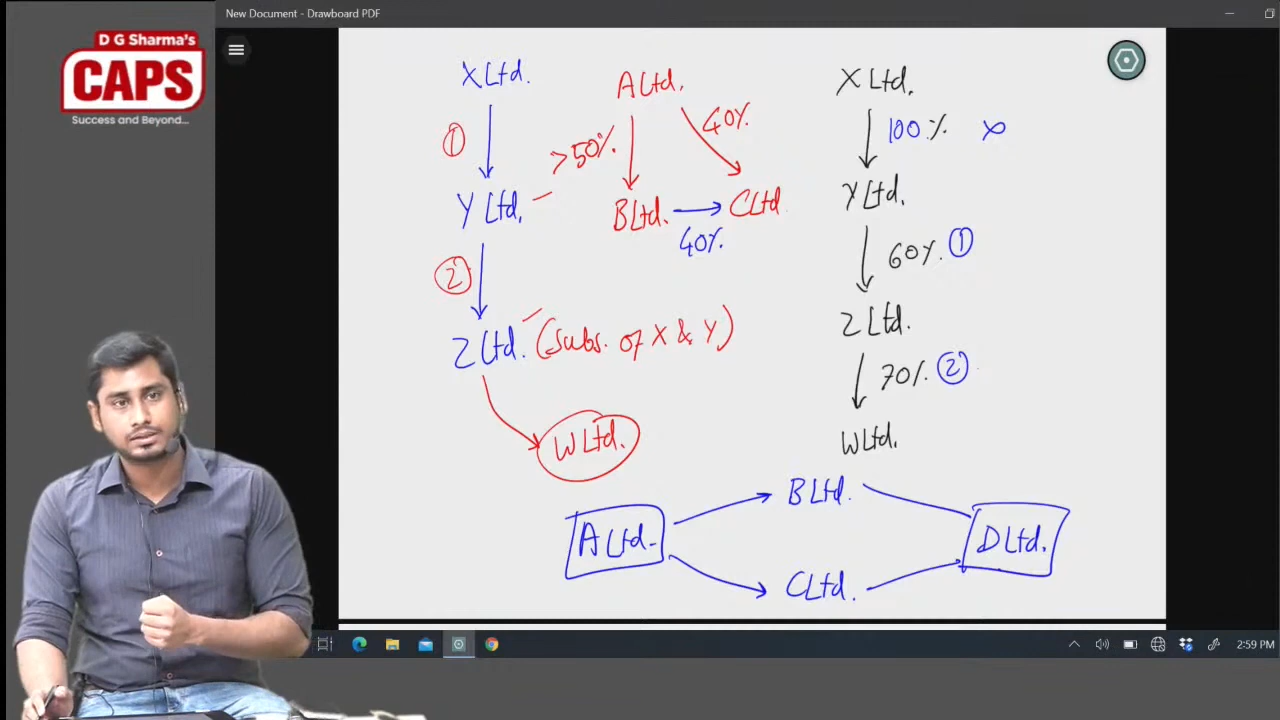 New Document - Drawboard PDF
D G Sharma's
CAPS
Success and Beyond...
X Ltd.
①
Y Ltd.
②
Z Ltd. (Subs. of X & Y)
W Ltd.
A Ltd.
>50%
40%
B Ltd.
C Ltd.
40%
X Ltd.
100%
Y Ltd.
60% ①
Z Ltd.
70% ②
W Ltd.
B Ltd.
A Ltd.
D Ltd.
C Ltd.
2:59 PM